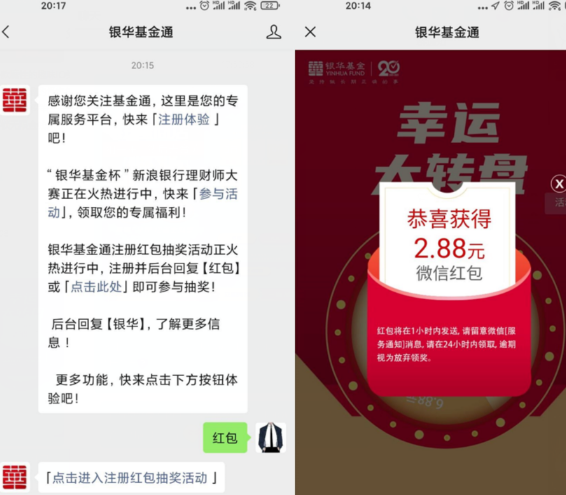 20:17
22
银华基金通
20:15
感谢您关注基金通，这里是您的专
属服务平台，快来「注册体验 」
吧！
“银华基金杯”新浪银行理财师大
赛正在火热进行中，快来「参与活
动」，领取您的专属福利！
银华基金通注册红包抽奖活动正火
热进行中，注册并后台回复【红包】
或「点击此处」即可参与抽奖！
后台回复【银华】，了解更多信
息 ！
更多功能，快来点击下方按钮体
验吧！
红包
「点击进入注册红包抽奖活动 」
20:14
银华基金通
银华基金
YINHUA FUND
20
幸运
大转盘
X
活
恭喜获得
2.88元
微信红包
红包将在1小时内发送, 请留意微信[服
务通知]消息, 请在24小时内领取, 逾期
视为放弃领奖。